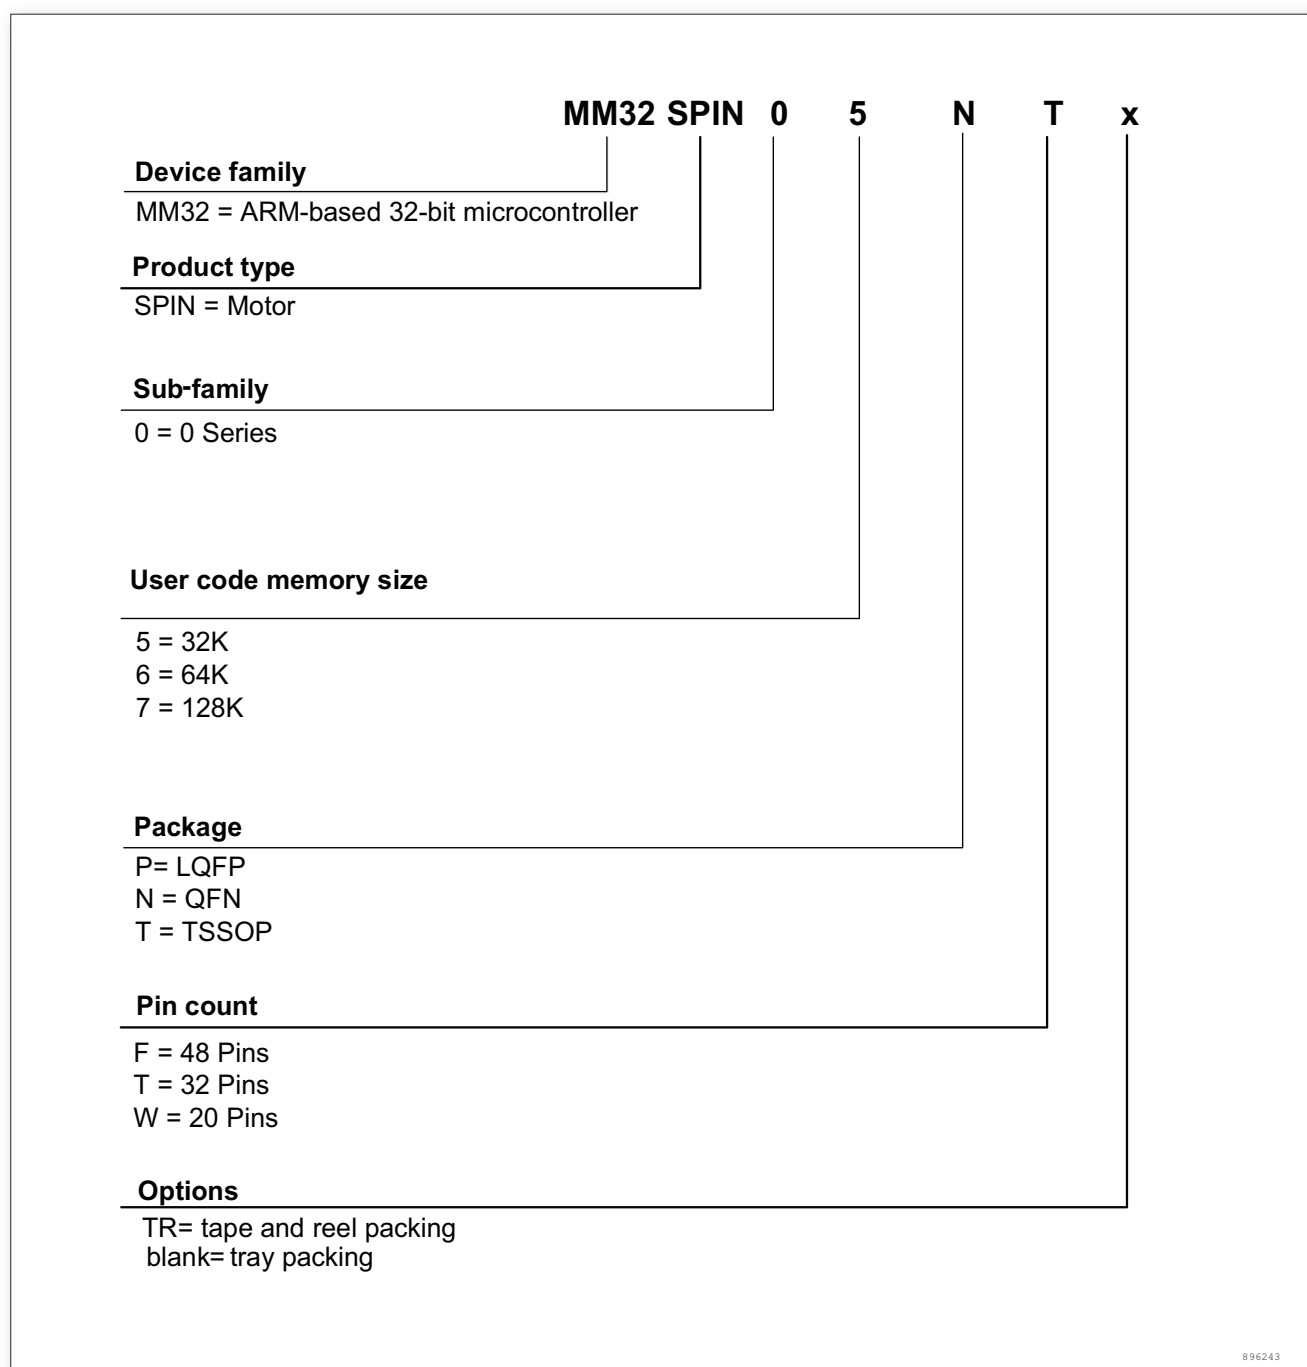 MM32 SPIN 0 5 N T x
Device family
MM32 = ARM-based 32-bit microcontroller
Product type
SPIN = Motor
Sub-family
0 = 0 Series
User code memory size
5 = 32K
6 = 64K
7 = 128K
Package
P= LQFP
N = QFN
T = TSSOP
Pin count
F = 48 Pins
T = 32 Pins
W = 20 Pins
Options
TR= tape and reel packing
blank= tray packing
896243